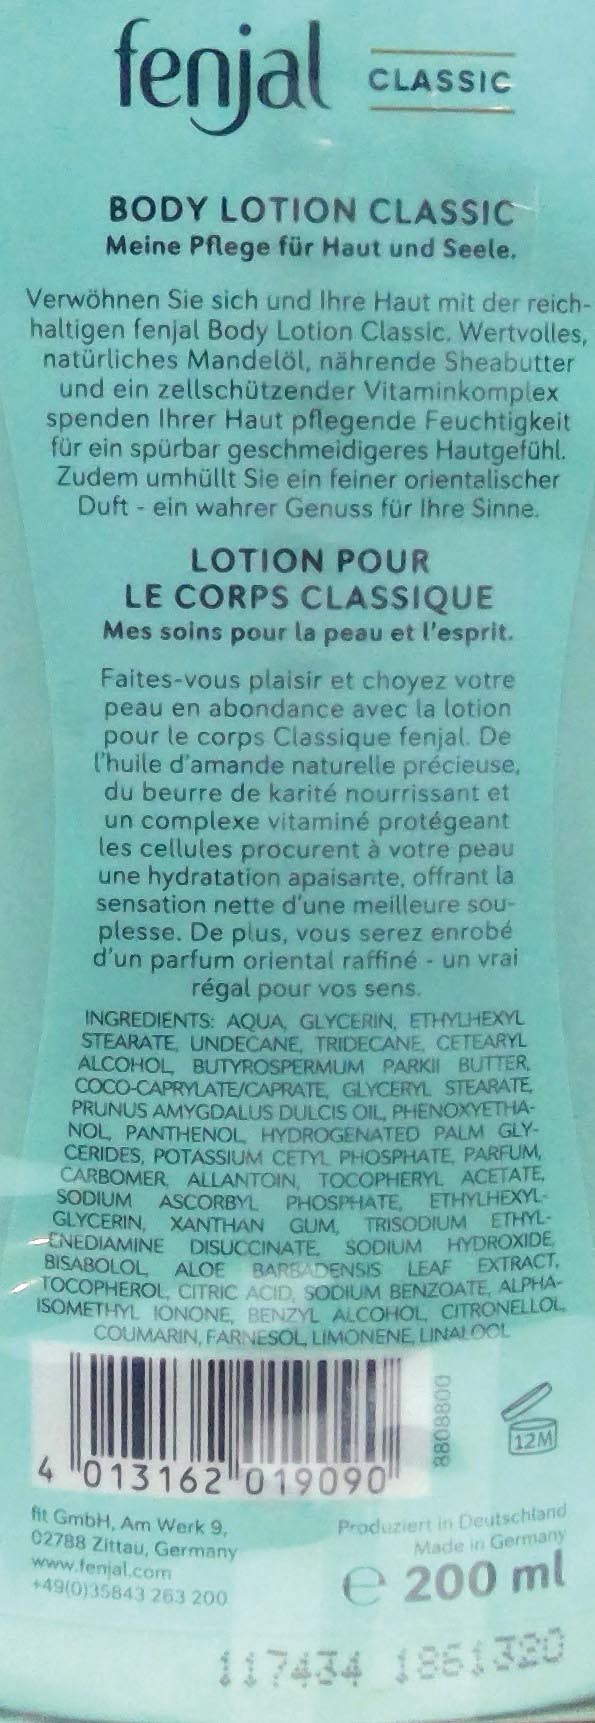 fenjal CLASSIC
BODY LOTION CLASSIC
Meine Pflege für Haut und Seele.
Verwöhnen Sie sich und Ihre Haut mit der reich-
haltigen fenjal Body Lotion Classic. Wertvolles,
natürliches Mandelöl, nährende Sheabutter
und ein zellschützender Vitaminkomplex
spenden Ihrer Haut pflegende Feuchtigkeit
für ein spürbar geschmeidigeres Hautgefühl.
Zudem umhüllt Sie ein feiner orientalischer
Duft - ein wahrer Genuss für Ihre Sinne.
LOTION POUR
LE CORPS CLASSIQUE
Mes soins pour la peau et l'esprit.
Faites-vous plaisir et choyez votre
peau en abondance avec la lotion
pour le corps Classique fenjal. De
l'huile d'amande naturelle précieuse,
du beurre de karité nourrissant et
un complexe vitaminé protégeant
les cellules procurent à votre peau
une hydratation apaisante, offrant la
sensation nette d'une meilleure sou-
plesse. De plus, vous serez enrobé
d'un parfum oriental raffiné - un vrai
régal pour vos sens.
INGREDIENTS: AQUA, GLYCERIN, ETHYLHEXYL
STEARATE, UNDECANE, TRIDECANE, CETEARYL
ALCOHOL, BUTYROSPERMUM PARKII BUTTER,
COCO-CAPRYLATE/CAPRATE, GLYCERYL STEARATE,
PRUNUS AMYGDALUS DULCIS OIL, PHENOXYETHA-
NOL, PANTHENOL, HYDROGENATED PALM GLY-
CERIDES, POTASSIUM CETYL PHOSPHATE, PARFUM,
CARBOMER, ALLANTOIN, TOCOPHERYL ACETATE,
SODIUM ASCORBYL PHOSPHATE, ETHYLHEXYL-
GLYCERIN, XANTHAN GUM, TRISODIUM ETHYL-
ENEDIAMINE DISUCCINATE, SODIUM HYDROXIDE,
BISABOLOL, ALOE BARBADENSIS LEAF EXTRACT,
TOCOPHEROL, CITRIC ACID, SODIUM BENZOATE, ALPHA-
ISOMETHYL IONONE, BENZYL ALCOHOL, CITRONELLOL,
COUMARIN, FARNESOL, LIMONENE, LINALOOL
8808800
12M
4 013162 019090
fit GmbH, Am Werk 9,
02788 Zittau, Germany
www.fenjal.com
+49(0)35843 263 200
Produziert in Deutschland
Made in Germany
e 200 ml
117434 1861320